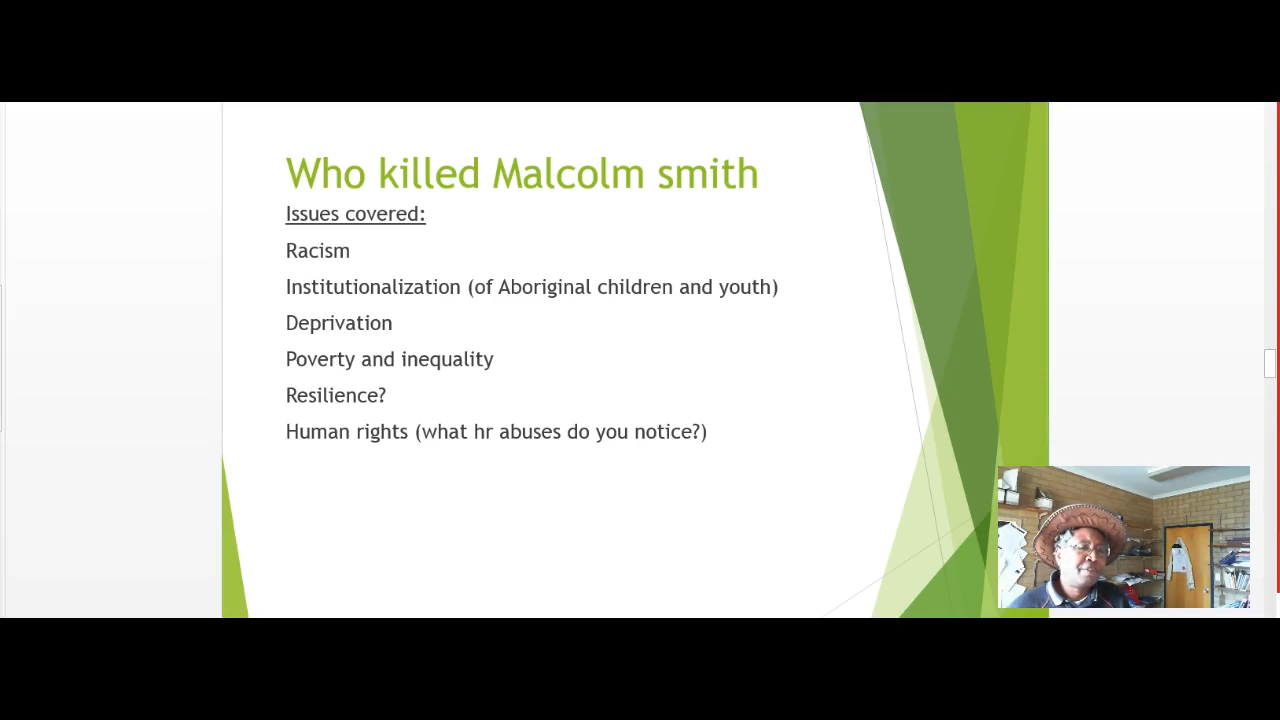 Who killed Malcolm smith
Issues covered:
Racism
Institutionalization (of Aboriginal children and youth)
Deprivation
Poverty and inequality
Resilience?
Human rights (what hr abuses do you notice?)